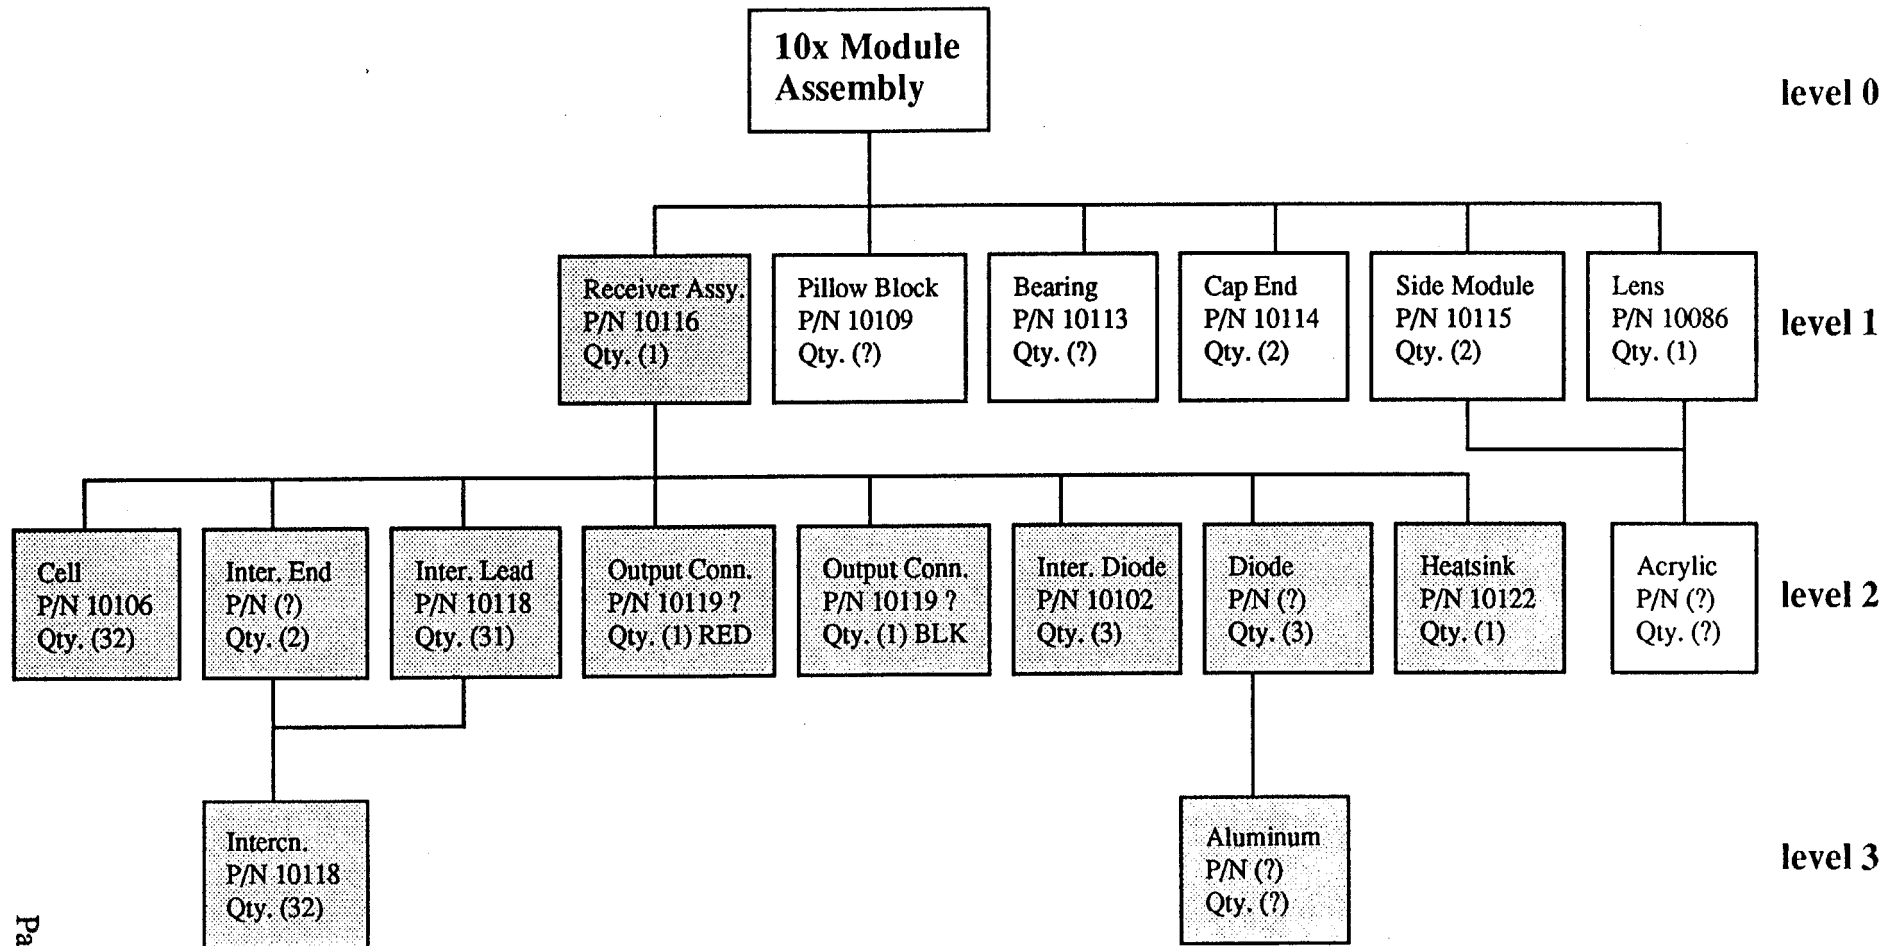 10x Module
Assembly
level 0
Receiver Assy.
P/N 10116
Qty. (1)
Pillow Block
P/N 10109
Qty. (?)
Bearing
P/N 10113
Qty. (?)
Cap End
P/N 10114
Qty. (2)
Side Module
P/N 10115
Qty. (2)
Lens
P/N 10086
Qty. (1)
level 1
Cell
P/N 10106
Qty. (32)
Inter. End
P/N (?)
Qty. (2)
Inter. Lead
P/N 10118
Qty. (31)
Output Conn.
P/N 10119 ?
Qty. (1) RED
Output Conn.
P/N 10119 ?
Qty. (1) BLK
Inter. Diode
P/N 10102
Qty. (3)
Diode
P/N (?)
Qty. (3)
Heatsink
P/N 10122
Qty. (1)
Acrylic
P/N (?)
Qty. (?)
level 2
Intercn.
P/N 10118
Qty. (32)
Aluminum
P/N (?)
Qty. (?)
level 3
Pa